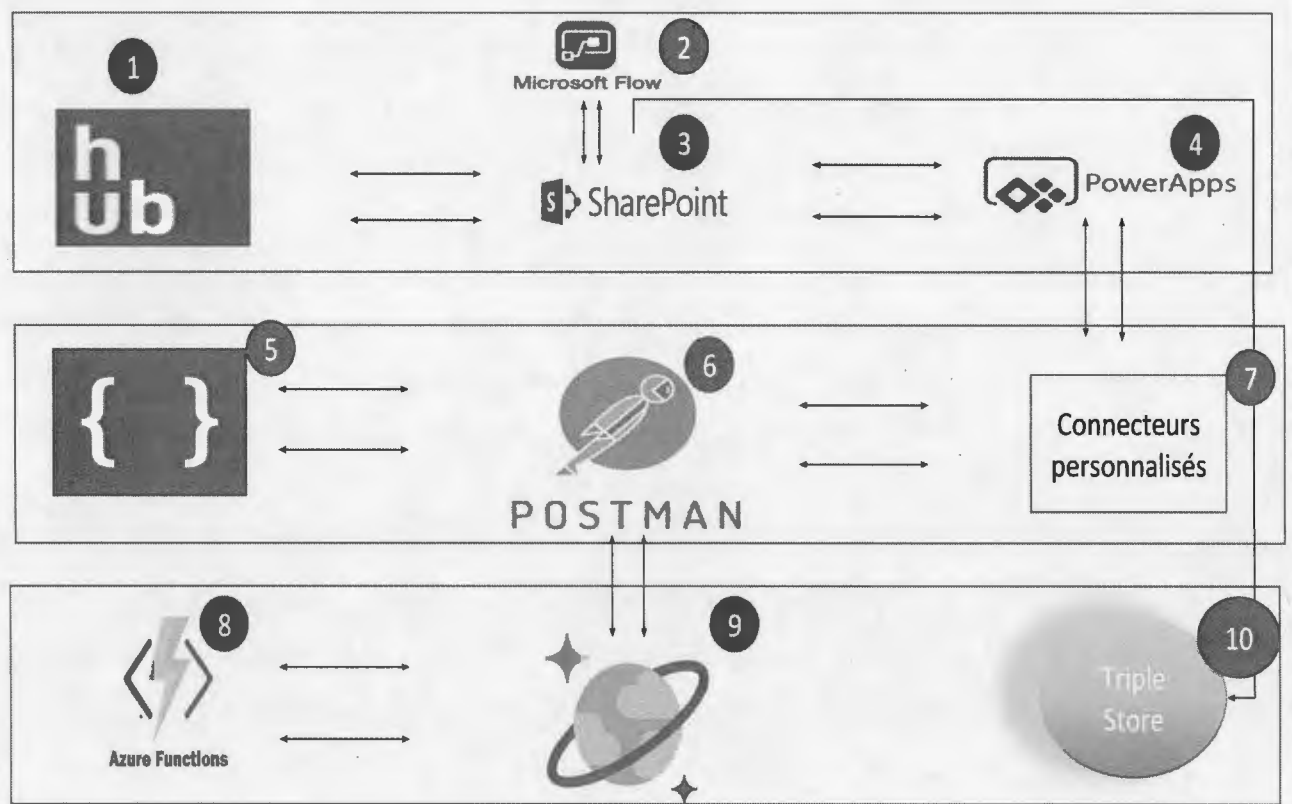 1
h
ub
2
Microsoft Flow
3
S
SharePoint
4
PowerApps
5
{ }
6
POSTMAN
7
Connecteurs
personnalisés
8
Azure Functions
9
10
Triple
Store